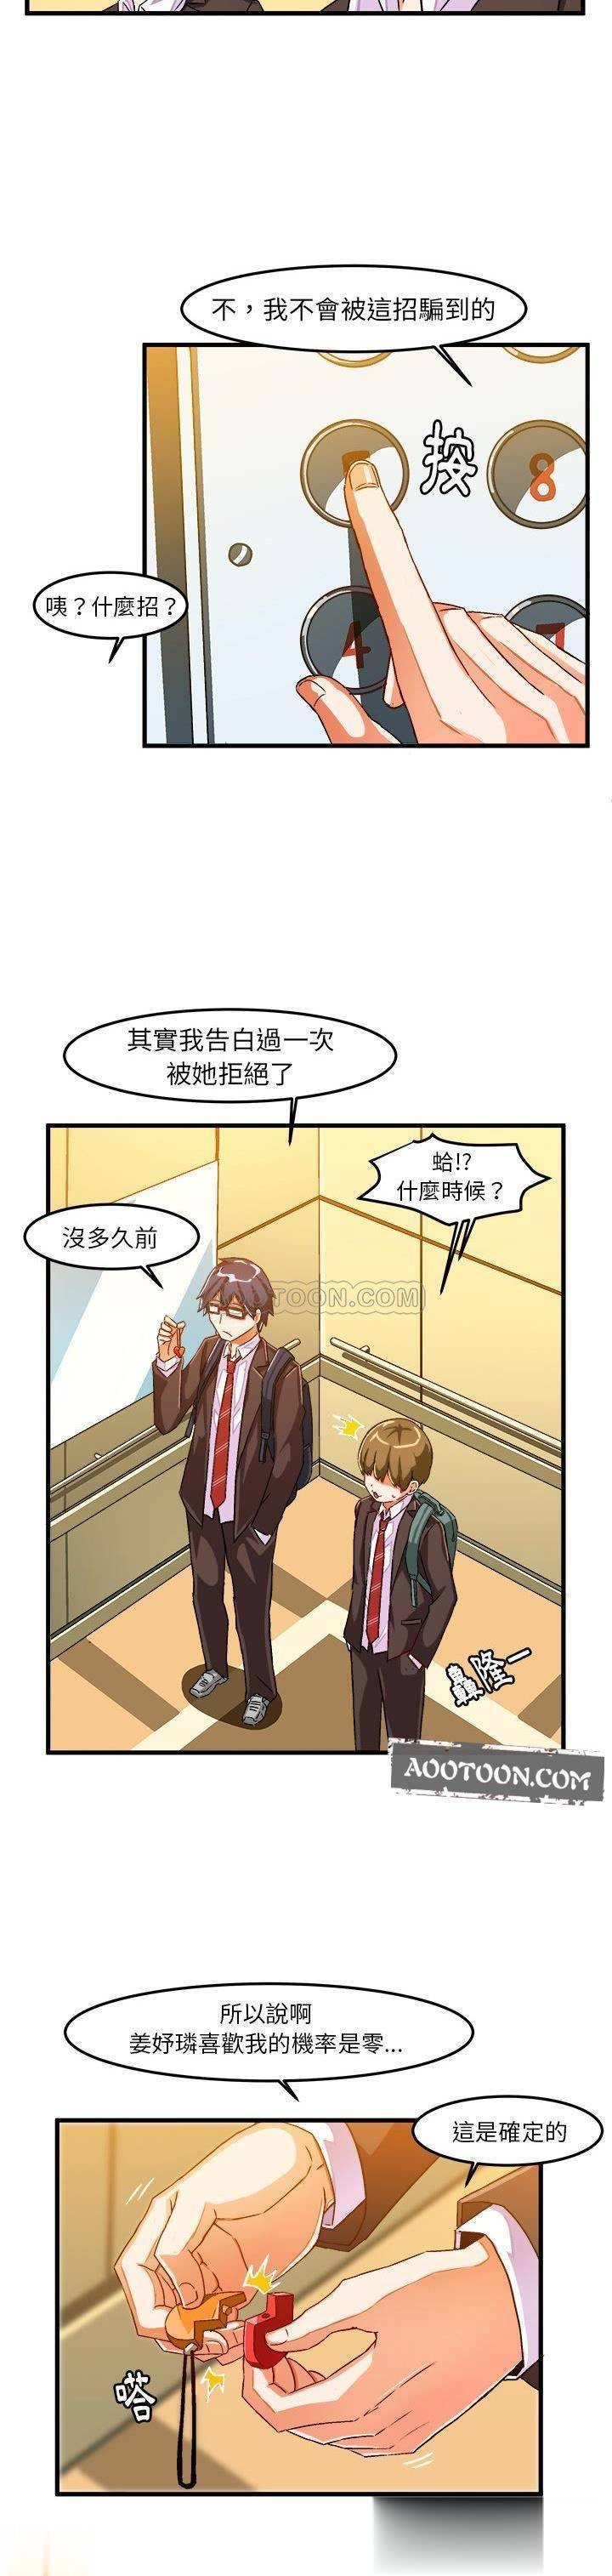 不，我不會被這招騙到的
按
8
咦？什麼招？
4
7
其實我告白過一次
被她拒絕了
蛤!?
什麼時候？
沒多久前
AOOTOON.COM
轟隆一
AOOTOON.COM
所以說啊
姜妤璘喜歡我的機率是零...
這是確定的
嗒